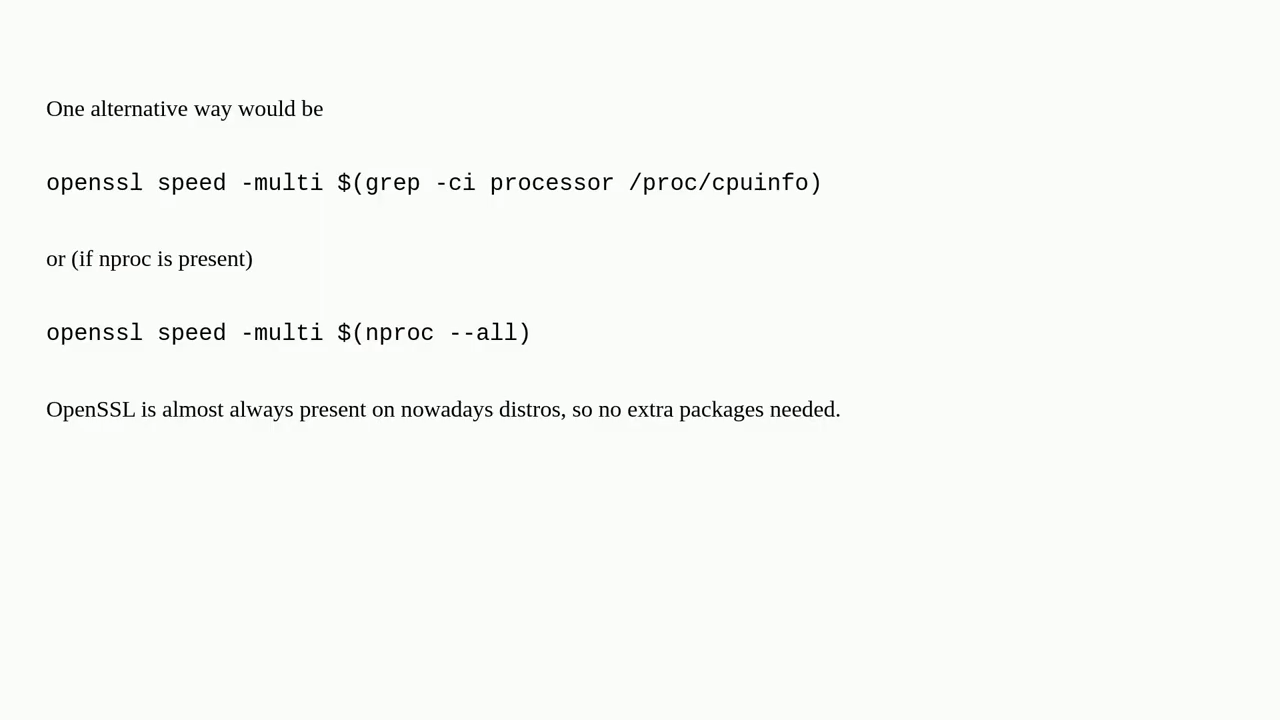 One alternative way would be
openssl speed -multi $(grep -ci processor /proc/cpuinfo)
or (if nproc is present)
openssl speed -multi $(nproc --all)
OpenSSL is almost always present on nowadays distros, so no extra packages needed.